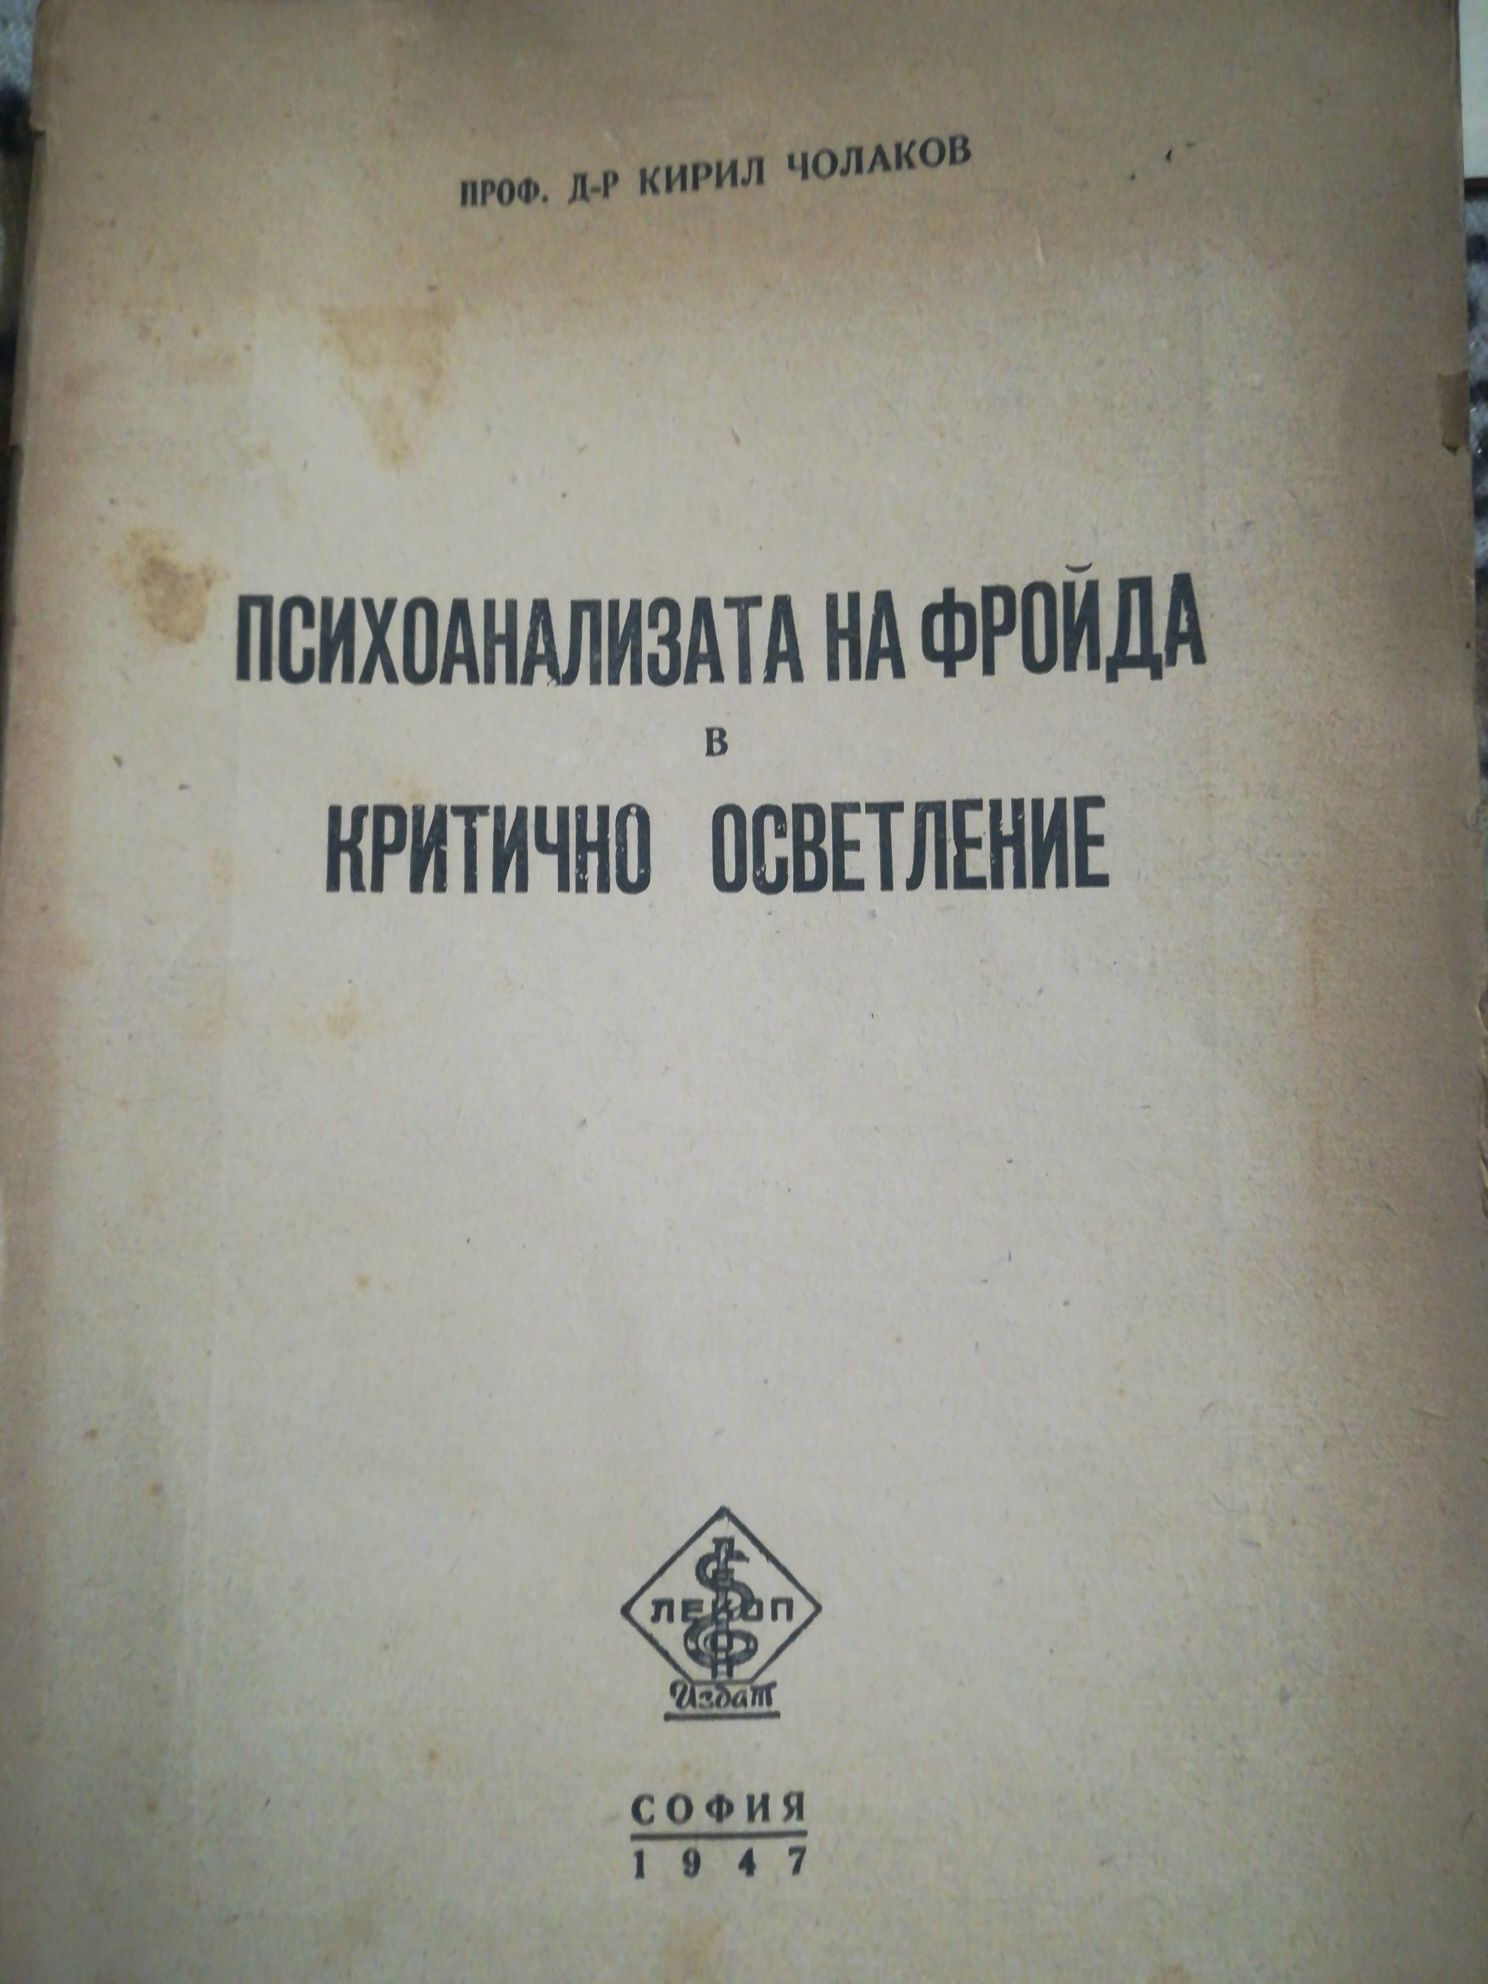 ПРОФ. Д-Р КИРИЛ ЧОЛАКОВ
ПСИХОАНАЛИЗАТА НА ФРОЙДА
В
КРИТИЧНО ОСВЕТЛЕНИЕ
ЛЕКОП
Издат
СОФИЯ
1947